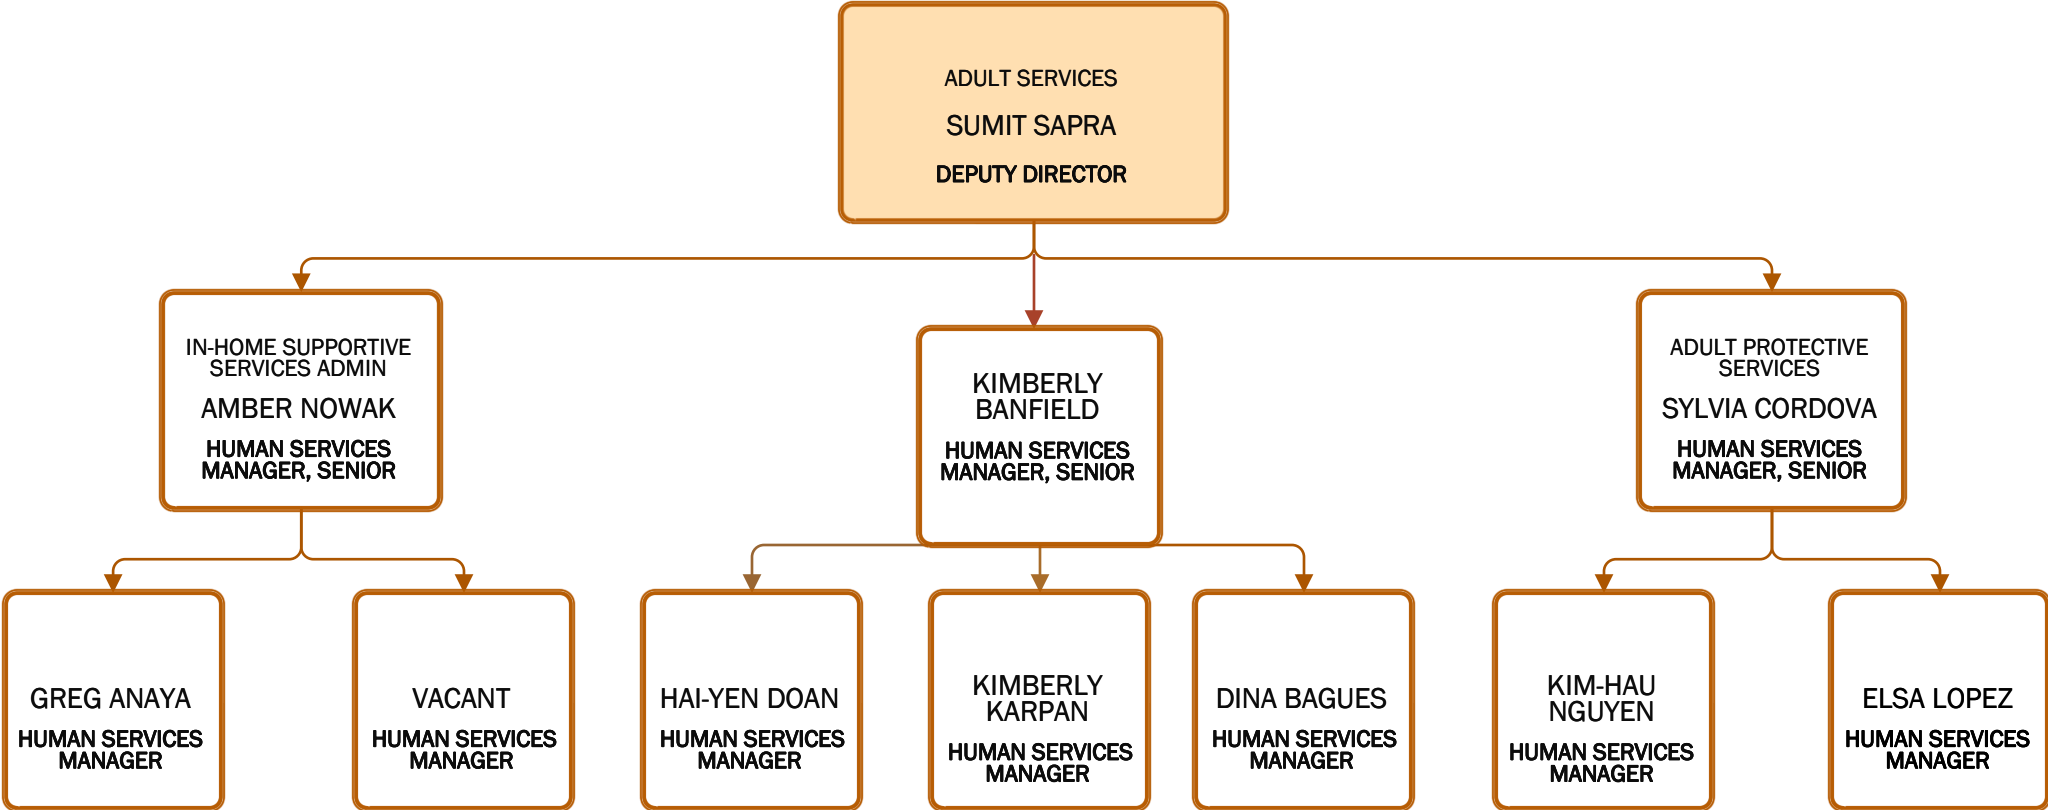 ADULT SERVICES
SUMIT SAPRA
DEPUTY DIRECTOR
IN-HOME SUPPORTIVE
SERVICES ADMIN
AMBER NOWAK
HUMAN SERVICES
MANAGER, SENIOR
KIMBERLY
BANFIELD
HUMAN SERVICES
MANAGER, SENIOR
ADULT PROTECTIVE
SERVICES
SYLVIA CORDOVA
HUMAN SERVICES
MANAGER, SENIOR
GREG ANAYA
HUMAN SERVICES
MANAGER
VACANT
HUMAN SERVICES
MANAGER
HAI-YEN DOAN
HUMAN SERVICES
MANAGER
KIMBERLY
KARPAN
HUMAN SERVICES
MANAGER
DINA BAGUES
HUMAN SERVICES
MANAGER
KIM-HAU
NGUYEN
HUMAN SERVICES
MANAGER
ELSA LOPEZ
HUMAN SERVICES
MANAGER